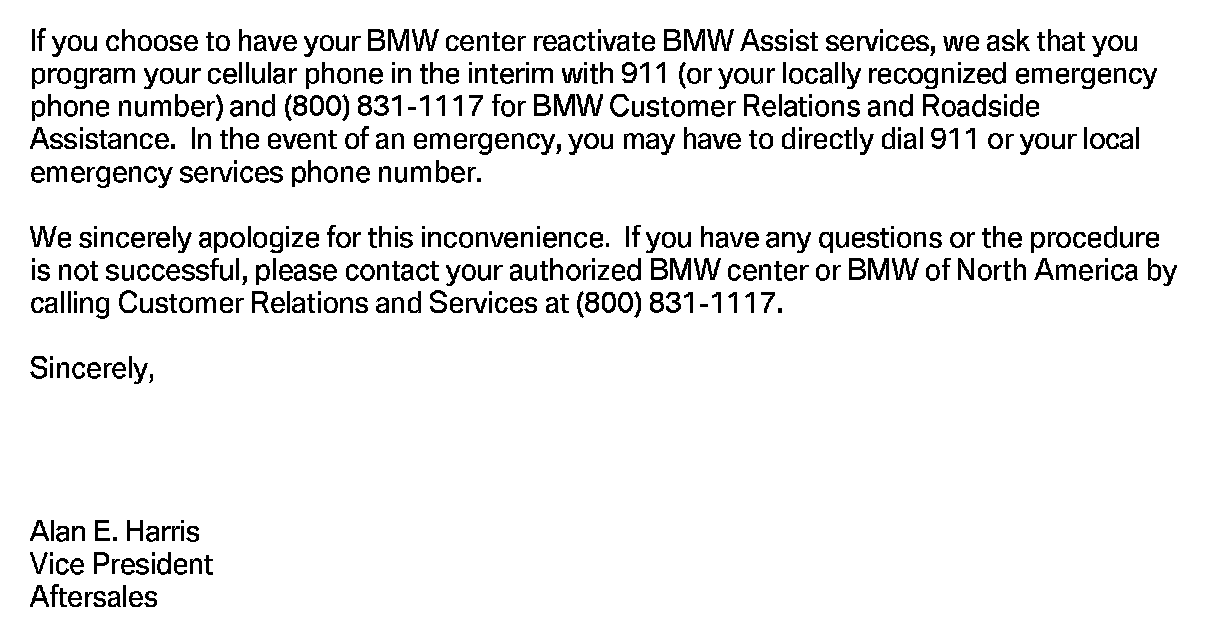 If you choose to have your BMW center reactivate BMW Assist services, we ask that you
program your cellular phone in the interim with 911 (or your locally recognized emergency
phone number) and (800) 831-1117 for BMW Customer Relations and Roadside
Assistance.  In the event of an emergency, you may have to directly dial 911 or your local
emergency services phone number.
We sincerely apologize for this inconvenience.  If you have any questions or the procedure
is not successful, please contact your authorized BMW center or BMW of North America by
calling Customer Relations and Services at (800) 831-1117.
Sincerely,
Alan E. Harris
Vice President
Aftersales